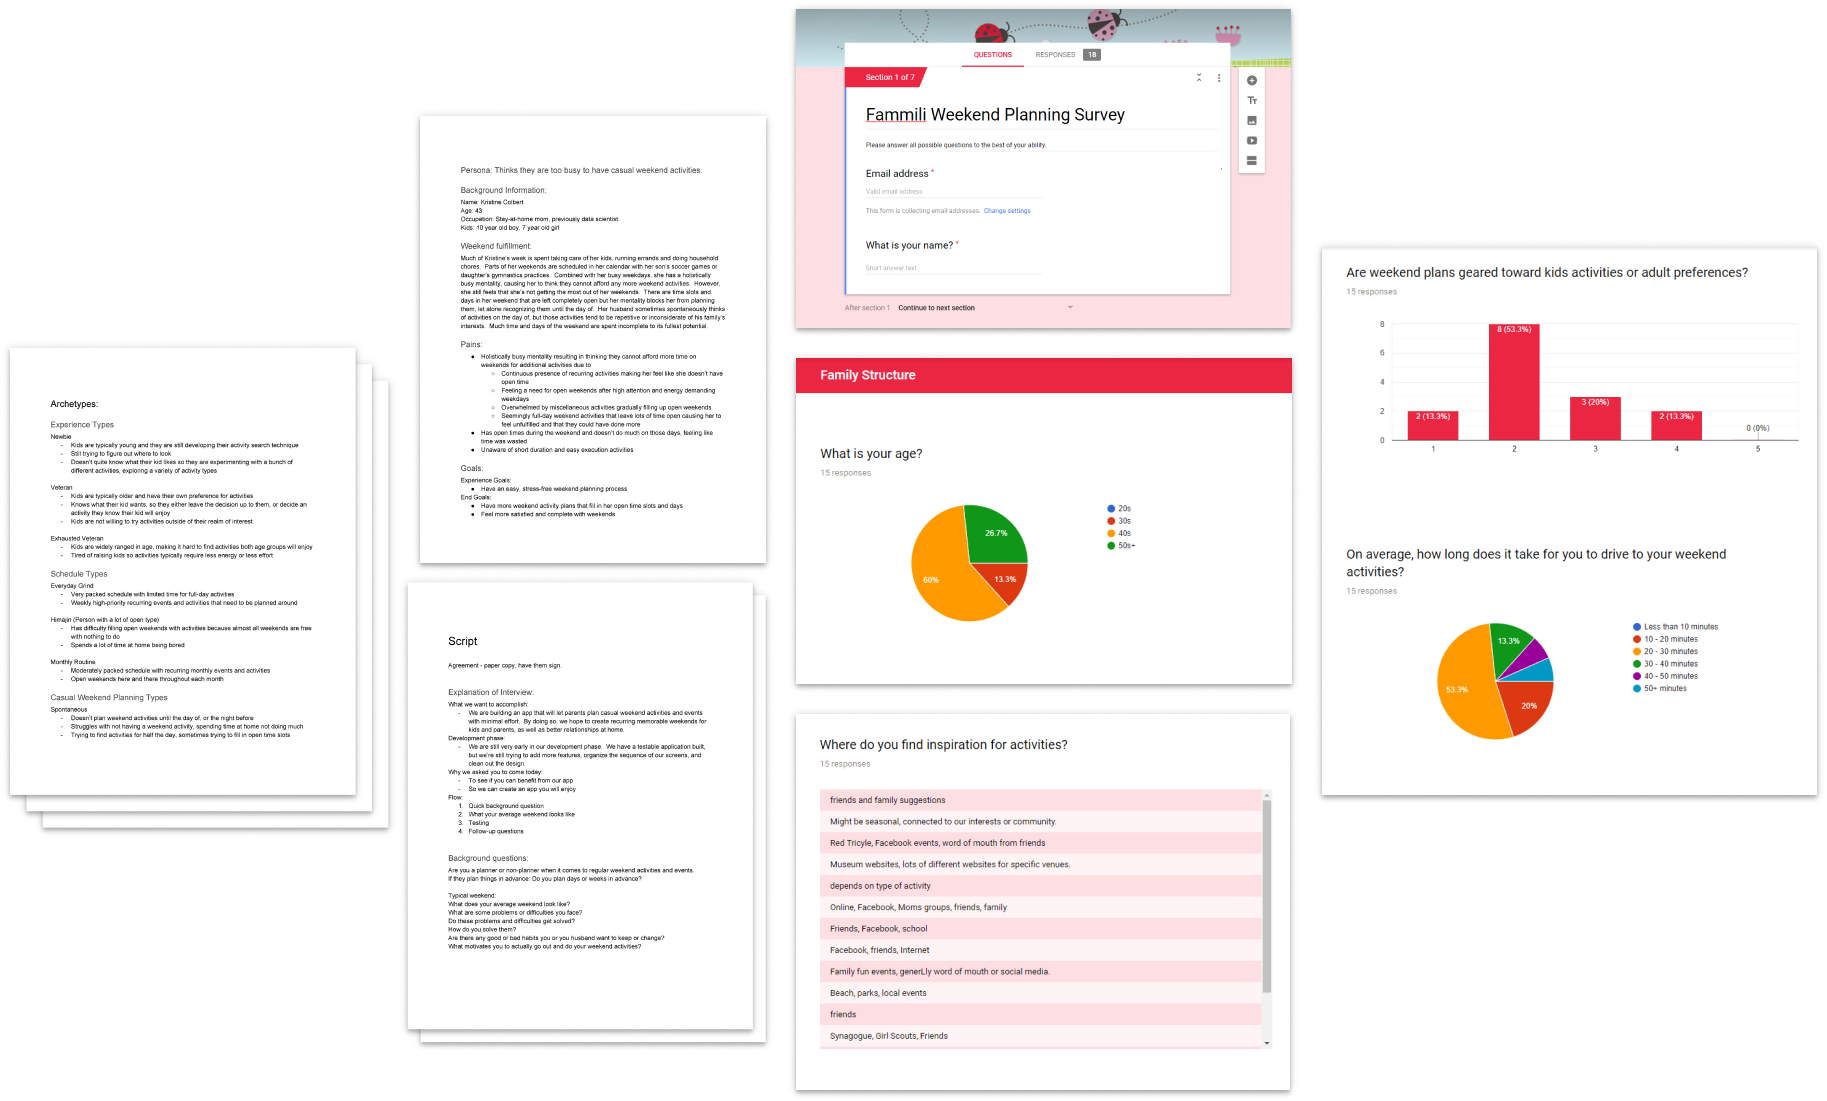 Archetypes:
Experience Types
Newbie
- Kids are typically young and they are still developing their activity search technique
- Still trying to figure out where to look
- Doesn't quite know what their kid likes so they are experimenting with a bunch of
different activities, exploring a variety of activity types
Veteran
- Kids are typically older and have their own preference for activities
- Knows what their kid wants, so they either leave the decision up to them, or decide an
activity they know their kid will enjoy
- Kids are not willing to try activities outside of their realm of interest
Exhausted Veteran
- Kids are widely ranged in age, making it hard to find activities both age groups will enjoy
- Tired of raising kids so activities typically require less energy or less effort
Schedule Types
Everyday Grind
- Very packed schedule with limited time for full-day activities
- Weekly high-priority recurring events and activities that need to be planned around
Himajin (Person with a lot of open type)
- Has difficulty filling open weekends with activities because almost all weekends are free
with nothing to do
- Spends a lot of time at home being bored
Monthly Routine
- Moderately packed schedule with recurring monthly events and activities
- Open weekends here and there throughout each month
Casual Weekend Planning Types
Spontaneous
- Doesn't plan weekend activities until the day of, or the night before
- Struggles with not having a weekend activity, spending time at home not doing much
- Trying to find activities for half the day, sometimes trying to fill in open time slots
Persona: Thinks they are too busy to have casual weekend activities.
Background Information:
Name: Kristine Colbert
Age: 43
Occupation: Stay-at-home mom, previously data scientist.
Kids: 10 year old boy, 7 year old girl
Weekend fulfillment:
Much of Kristine's week is spent taking care of her kids, running errands and doing household
chores. Parts of her weekends are scheduled in her calendar with her son's soccer games or
daughter's gymnastics practices. Combined with her busy weekdays, she has a holistically
busy mentality, causing her to think they cannot afford any more weekend activities. However,
she still feels that she's not getting the most out of her weekends. There are time slots and
days in her weekend that are left completely open but her mentality blocks her from planning
them, let alone recognizing them until the day of. Her husband sometimes spontaneously thinks
of activities on the day of, but those activities tend to be repetitive or inconsiderate of his family's
interests. Much time and days of the weekend are spent incomplete to its fullest potential.
Pains:
● Holistically busy mentality resulting in thinking they cannot afford more time on
weekends for additional activities due to
○ Continuous presence of recurring activities making her feel like she doesn't have
open time
○ Feeling a need for open weekends after high attention and energy demanding
weekdays
○ Overwhelmed by miscellaneous activities gradually filling up open weekends
○ Seemingly full-day weekend activities that leave lots of time open causing her to
feel unfulfilled and that they could have done more
● Has open times during the weekend and doesn't do much on those days, feeling like
time was wasted
● Unaware of short duration and easy execution activities
Goals:
Experience Goals:
● Have an easy, stress-free weekend planning process
End Goals:
● Have more weekend activity plans that fill in her open time slots and days
● Feel more satisfied and complete with weekends
Script
Agreement - paper copy, have them sign.
Explanation of Interview:
What we want to accomplish:
- We are building an app that will let parents plan casual weekend activities and events
with minimal effort. By doing so, we hope to create recurring memorable weekends for
kids and parents, as well as better relationships at home.
Development phase:
- We are still very early in our development phase. We have a testable application built,
but we're still trying to add more features, organize the sequence of our screens, and
clean out the design.
Why we asked you to come today:
- To see if you can benefit from our app
- So we can create an app you will enjoy
Flow:
1. Quick background question
2. What your average weekend looks like
3. Testing
4. Follow-up questions
Background questions:
Are you a planner or non-planner when it comes to regular weekend activities and events.
If they plan things in advance: Do you plan days or weeks in advance?
Typical weekend:
What does your average weekend look like?
What are some problems or difficulties you face?
Do these problems and difficulties get solved?
How do you solve them?
Are there any good or bad habits you or you husband want to keep or change?
What motivates you to actually go out and do your weekend activities?
QUESTIONS RESPONSES 18
Section 1 of 7
Fammili Weekend Planning Survey
Please answer all possible questions to the best of your ability.
Email address *
Valid email address
This form is collecting email addresses. Change settings
What is your name? *
Short answer text
After section 1 Continue to next section
Family Structure
What is your age?
15 responses
26.7%
60%
13.3%
20s
30s
40s
50s+
Where do you find inspiration for activities?
15 responses
friends and family suggestions
Might be seasonal, connected to our interests or community.
Red Tricyle, Facebook events, word of mouth from friends
Museum websites, lots of different websites for specific venues.
depends on type of activity
Online, Facebook, Moms groups, friends, family
Friends, Facebook, school
Facebook, friends, Internet
Family fun events, generLly word of mouth or social media.
Beach, parks, local events
friends
Synagogue, Girl Scouts, Friends
Are weekend plans geared toward kids activities or adult preferences?
15 responses
8
6
4
2
0
2 (13.3%)
8 (53.3%)
3 (20%)
2 (13.3%)
0 (0%)
1 2 3 4 5
On average, how long does it take for you to drive to your weekend
activities?
15 responses
13.3%
53.3%
20%
Less than 10 minutes
10 - 20 minutes
20 - 30 minutes
30 - 40 minutes
40 - 50 minutes
50+ minutes